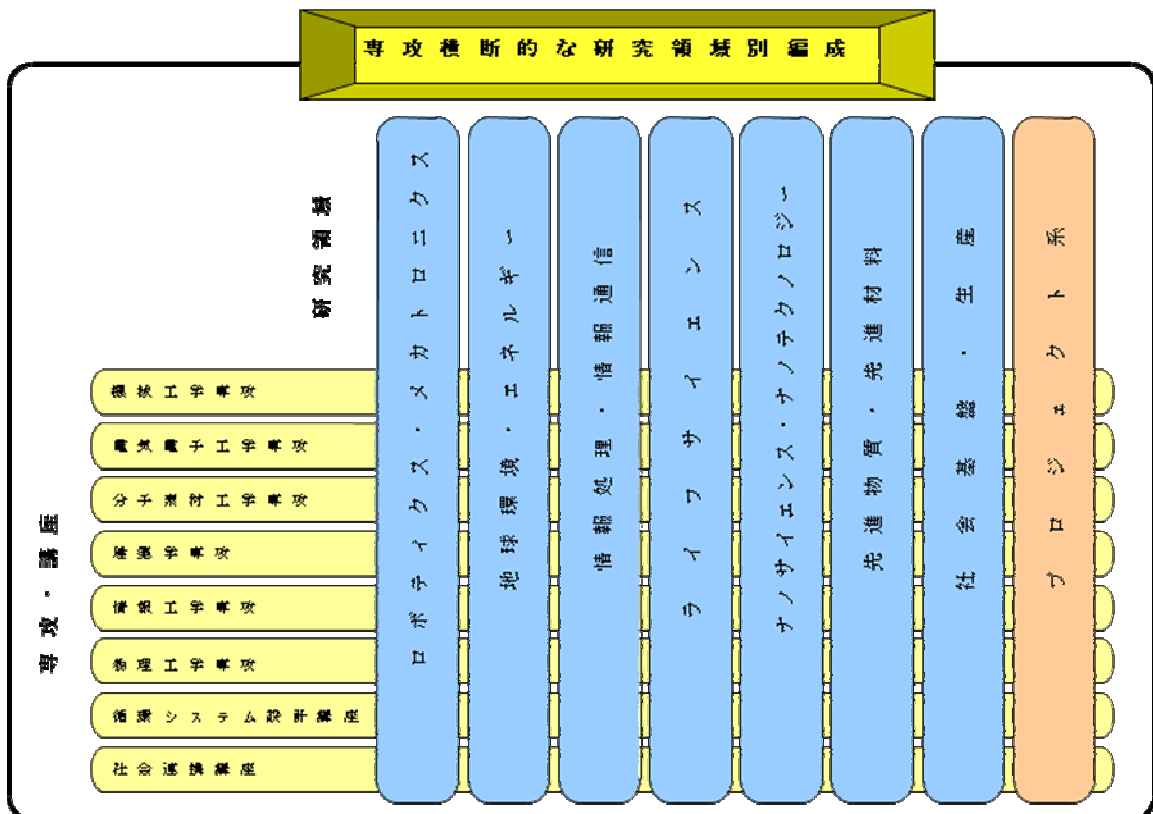 専攻横断的な研究領域別編成
研究領域
ロボティクス・メカトロニクス
地球環境・エネルギー
情報処理・情報通信
ライフサイエンス
ナノサイエンス・ナノテクノロジー
先進物質・先進材料
社会基盤・生産
プロジェクト系
専攻・講座
機械工学専攻
電気電子工学専攻
分子素材工学専攻
建築学専攻
情報工学専攻
物理工学専攻
循環システム設計講座
社会連携講座